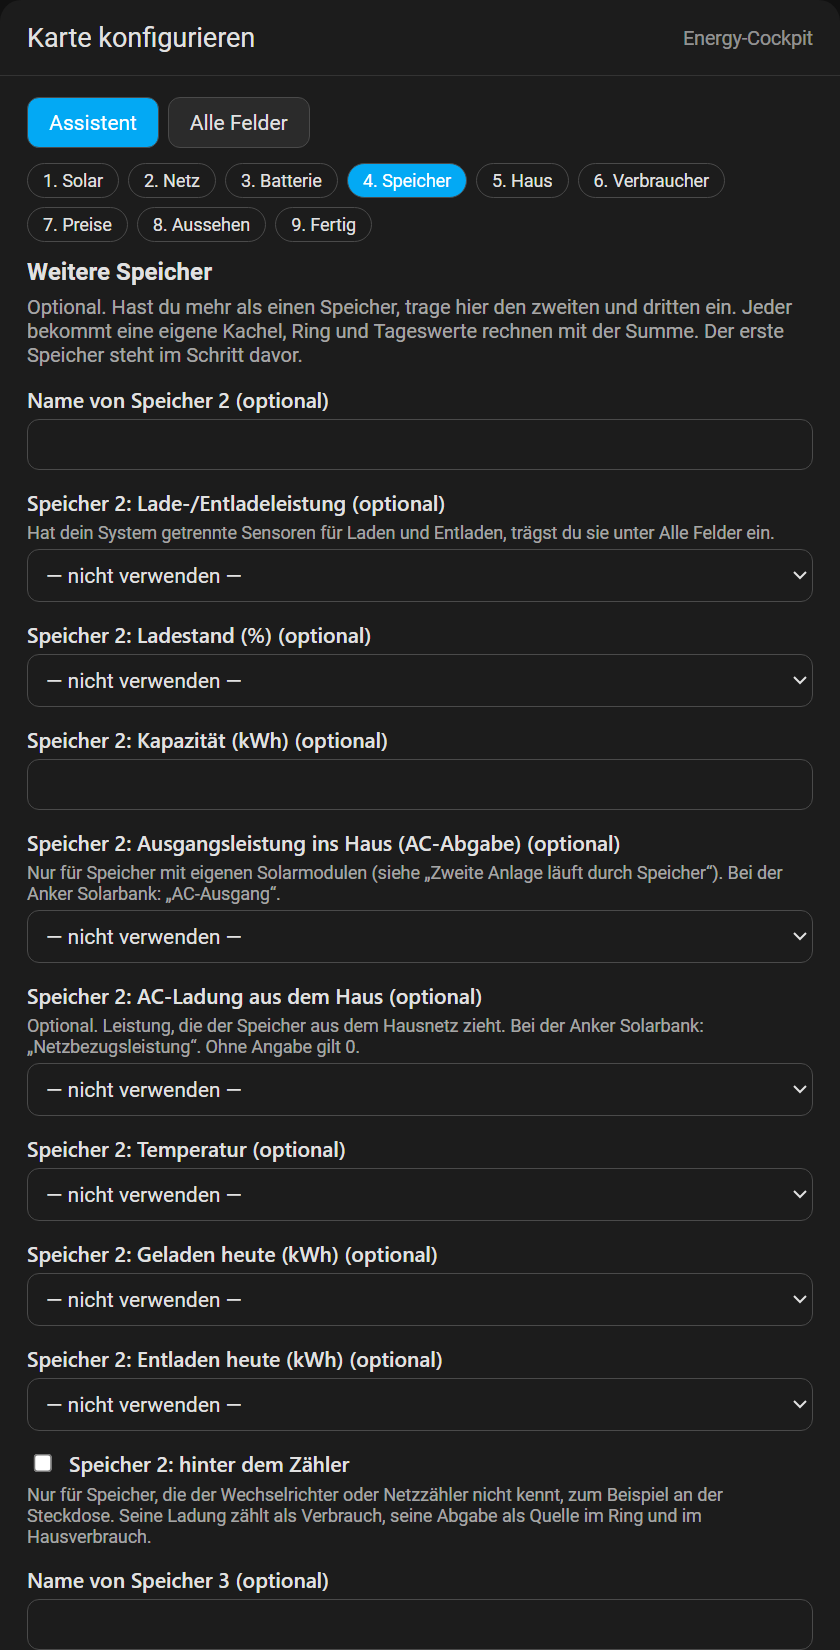 Karte konfigurieren
Energy-Cockpit
Assistent
Alle Felder
1. Solar
2. Netz
3. Batterie
4. Speicher
5. Haus
6. Verbraucher
7. Preise
8. Aussehen
9. Fertig
Weitere Speicher
Optional. Hast du mehr als einen Speicher, trage hier den zweiten und dritten ein. Jeder
bekommt eine eigene Kachel, Ring und Tageswerte rechnen mit der Summe. Der erste
Speicher steht im Schritt davor.
Name von Speicher 2 (optional)
Speicher 2: Lade-/Entladeleistung (optional)
Hat dein System getrennte Sensoren für Laden und Entladen, trägst du sie unter Alle Felder ein.
— nicht verwenden —
Speicher 2: Ladestand (%) (optional)
— nicht verwenden —
Speicher 2: Kapazität (kWh) (optional)
Speicher 2: Ausgangsleistung ins Haus (AC-Abgabe) (optional)
Nur für Speicher mit eigenen Solarmodulen (siehe „Zweite Anlage läuft durch Speicher“). Bei der
Anker Solarbank: „AC-Ausgang“.
— nicht verwenden —
Speicher 2: AC-Ladung aus dem Haus (optional)
Optional. Leistung, die der Speicher aus dem Hausnetz zieht. Bei der Anker Solarbank:
„Netzbezugsleistung“. Ohne Angabe gilt 0.
— nicht verwenden —
Speicher 2: Temperatur (optional)
— nicht verwenden —
Speicher 2: Geladen heute (kWh) (optional)
— nicht verwenden —
Speicher 2: Entladen heute (kWh) (optional)
— nicht verwenden —
Speicher 2: hinter dem Zähler
Nur für Speicher, die der Wechselrichter oder Netzzähler nicht kennt, zum Beispiel an der
Steckdose. Seine Ladung zählt als Verbrauch, seine Abgabe als Quelle im Ring und im
Hausverbrauch.
Name von Speicher 3 (optional)